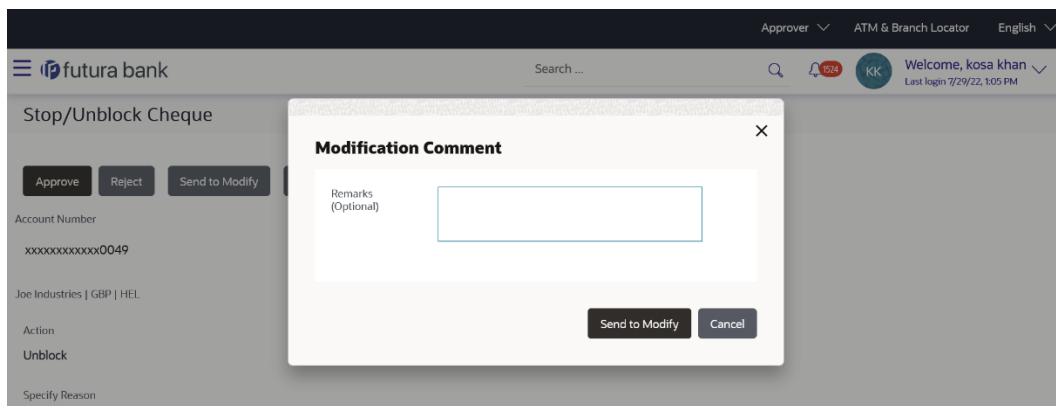 Approver
ATM & Branch Locator
English
futura bank
Search ...
1524
KK
Welcome, kosa khan
Last login 7/29/22, 1:05 PM
Stop/Unblock Cheque
Approve
Reject
Send to Modify
Account Number
xxxxxxxxxxxx0049
Joe Industries | GBP | HEL
Action
Unblock
Specify Reason
Modification Comment
Remarks
(Optional)
Send to Modify
Cancel